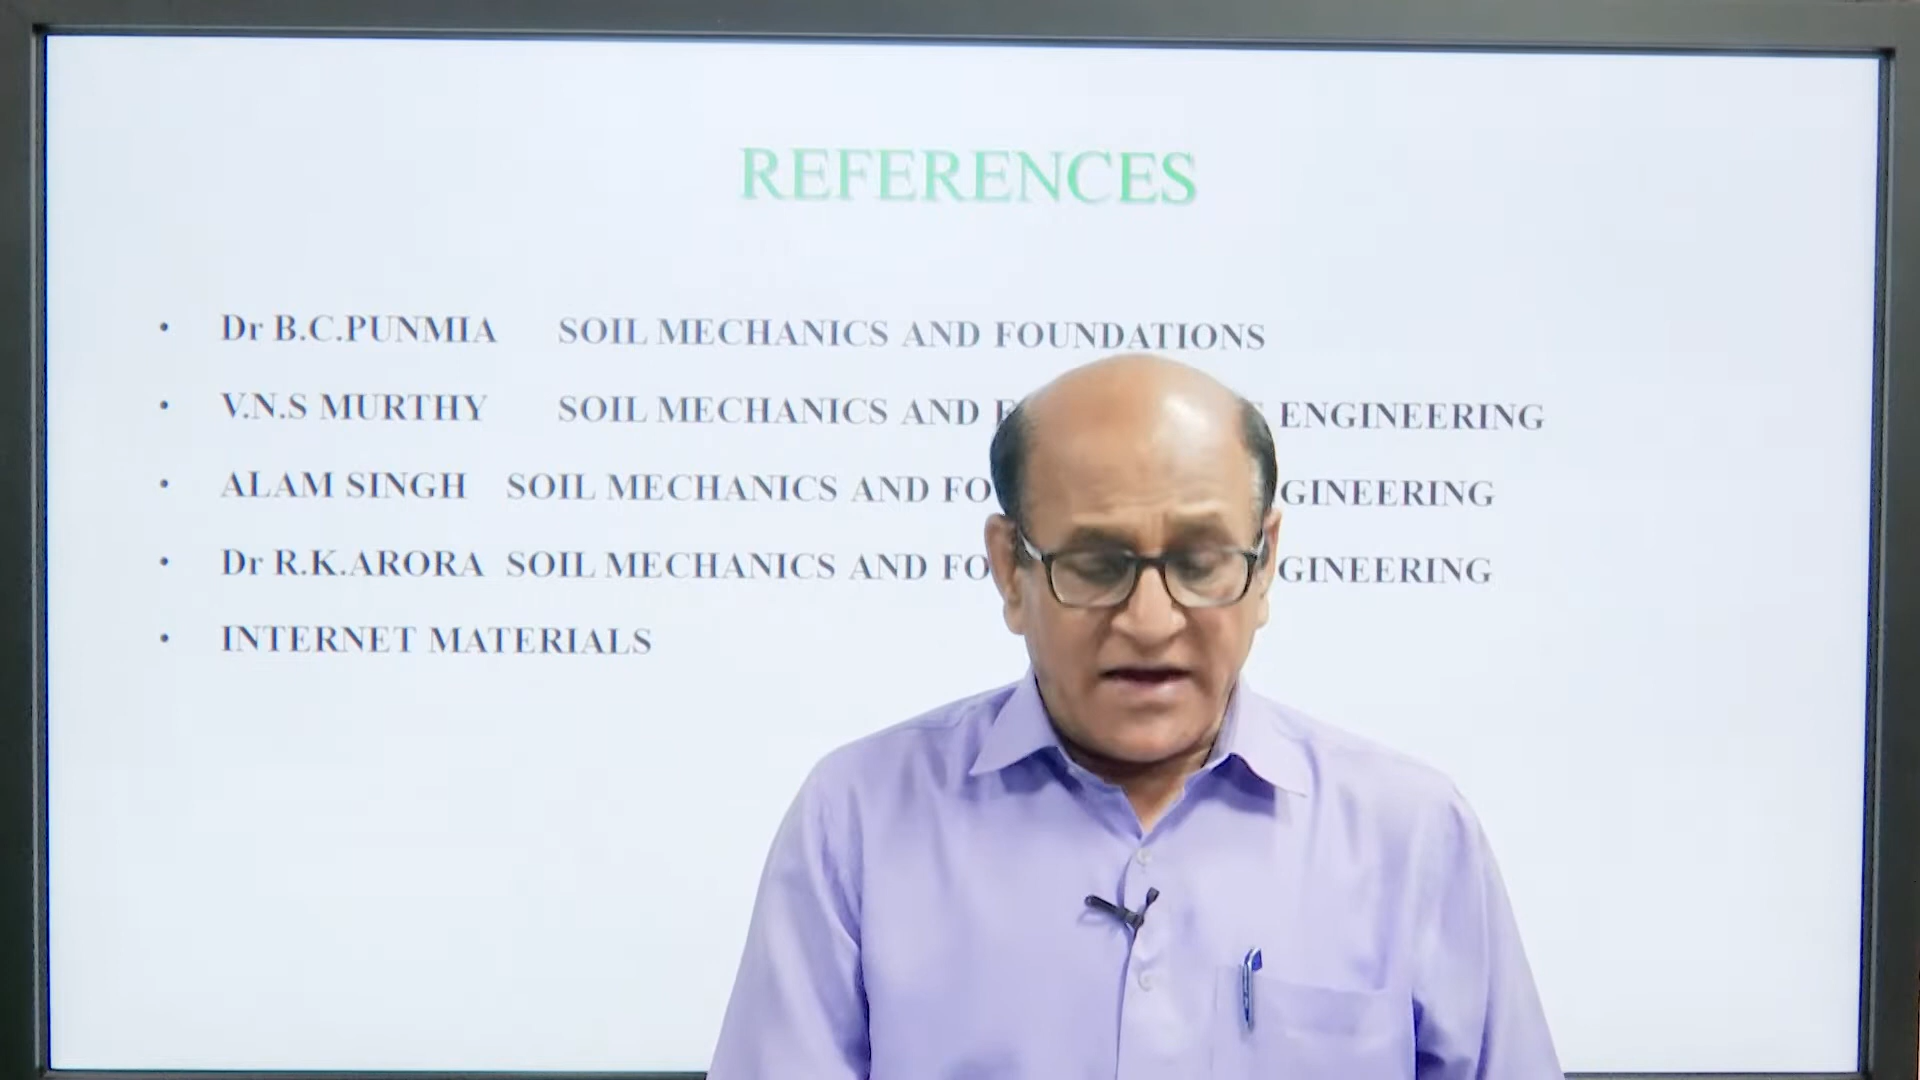 REFERENCES
• Dr B.C.PUNMIA SOIL MECHANICS AND FOUNDATIONS
• V.N.S MURTHY SOIL MECHANICS AND ENGINEERING
• ALAM SINGH SOIL MECHANICS AND
• Dr R.K.ARORA SOIL MECHANICS AND
• INTERNET MATERIALS